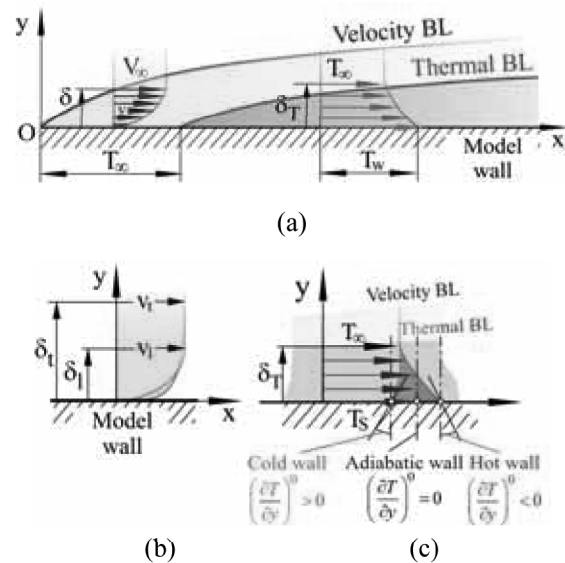 y
Velocity BL
V∞
T∞
Thermal BL
δ
v
δT
O
x
T∞
Tw
Model
wall
(a)
y
vt
δt
vl
δl
x
Model
wall
(b)
y
Velocity BL
T∞
Thermal BL
δT
x
TS
Cold wall Adiabatic wall Hot wall
(∂T/∂y)⁰ > 0 (∂T/∂y)⁰ = 0 (∂T/∂y)⁰ < 0
(c)